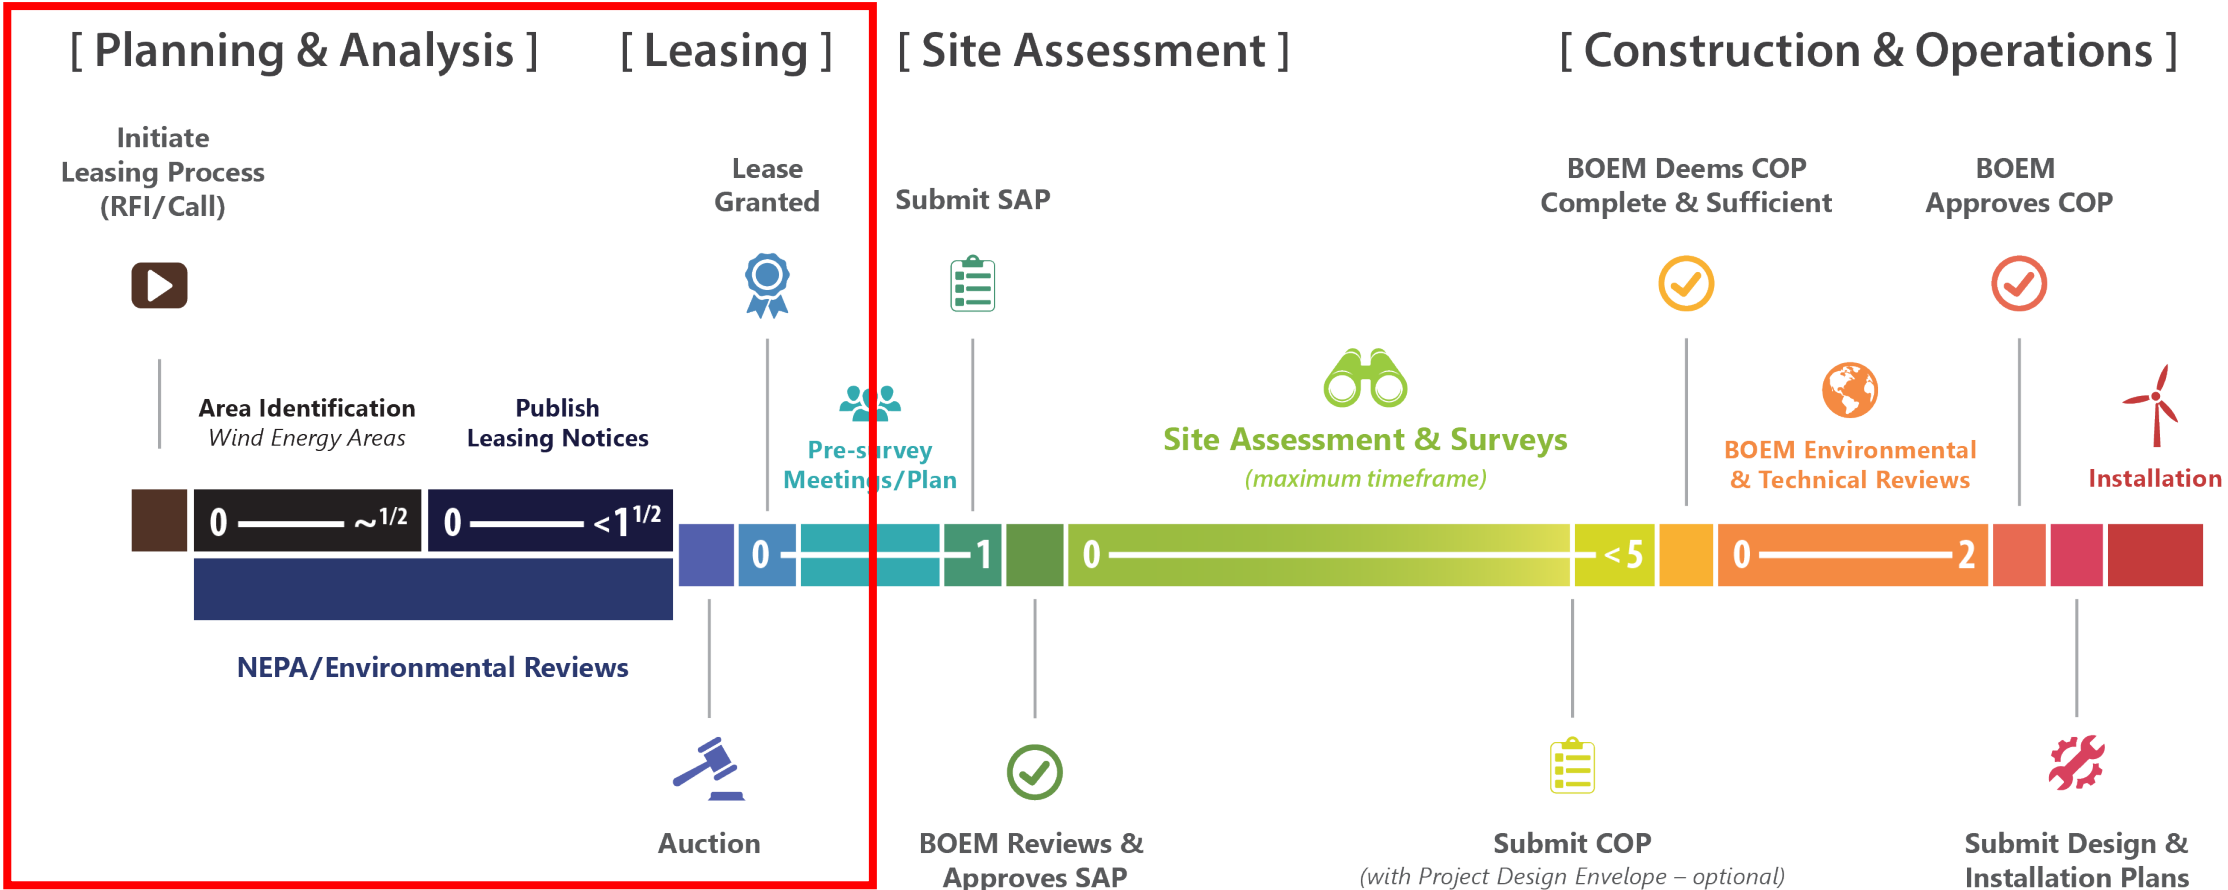 [ Planning & Analysis ]
[ Leasing ]
[ Site Assessment ]
[ Construction & Operations ]
Initiate
Leasing Process
(RFI/Call)
Lease
Granted
Submit SAP
BOEM Deems COP
Complete & Sufficient
BOEM
Approves COP
Area Identification
Wind Energy Areas
Publish
Leasing Notices
Pre-survey
Meetings/Plan
Site Assessment & Surveys
(maximum timeframe)
BOEM Environmental
& Technical Reviews
Installation
0 ~1/2
0 <1 1/2
0 1
0 <5
0 2
NEPA/Environmental Reviews
Auction
BOEM Reviews &
Approves SAP
Submit COP
(with Project Design Envelope – optional)
Submit Design &
Installation Plans